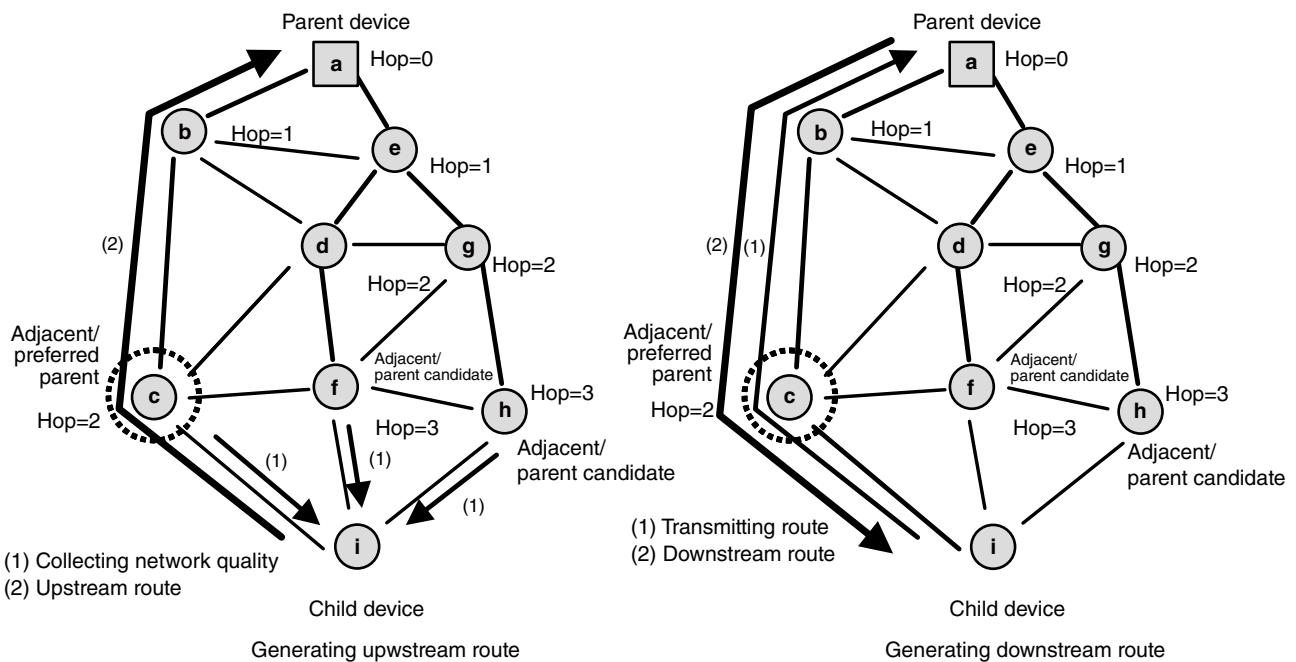 Parent device
a
Hop=0
b
Hop=1
e
Hop=1
(2)
d
g
Hop=2
Hop=2
Adjacent/
preferred
parent
c
Hop=2
f
Adjacent/
parent candidate
Hop=3
h
Hop=3
Adjacent/
parent candidate
(1)
(1)
(1)
i
(1) Collecting network quality
(2) Upstream route
Child device
Generating upwstream route
Parent device
a
Hop=0
b
Hop=1
e
Hop=1
(2)
(1)
d
g
Hop=2
Hop=2
Adjacent/
preferred
parent
c
Hop=2
f
Adjacent/
parent candidate
Hop=3
h
Hop=3
Adjacent/
parent candidate
(1) Transmitting route
(2) Downstream route
i
Child device
Generating downstream route